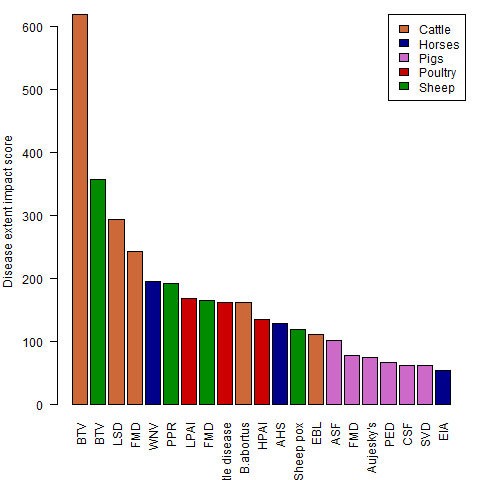 Disease extent impact score
600
500
400
300
200
100
0
Cattle
Horses
Pigs
Poultry
Sheep
BTV
BTV
LSD
FMD
WNV
PPR
LPAI
FMD
tle disease
B.abortus
HPAI
AHS
Sheep pox
EBL
ASF
FMD
Aujesky's
PED
CSF
SVD
EIA